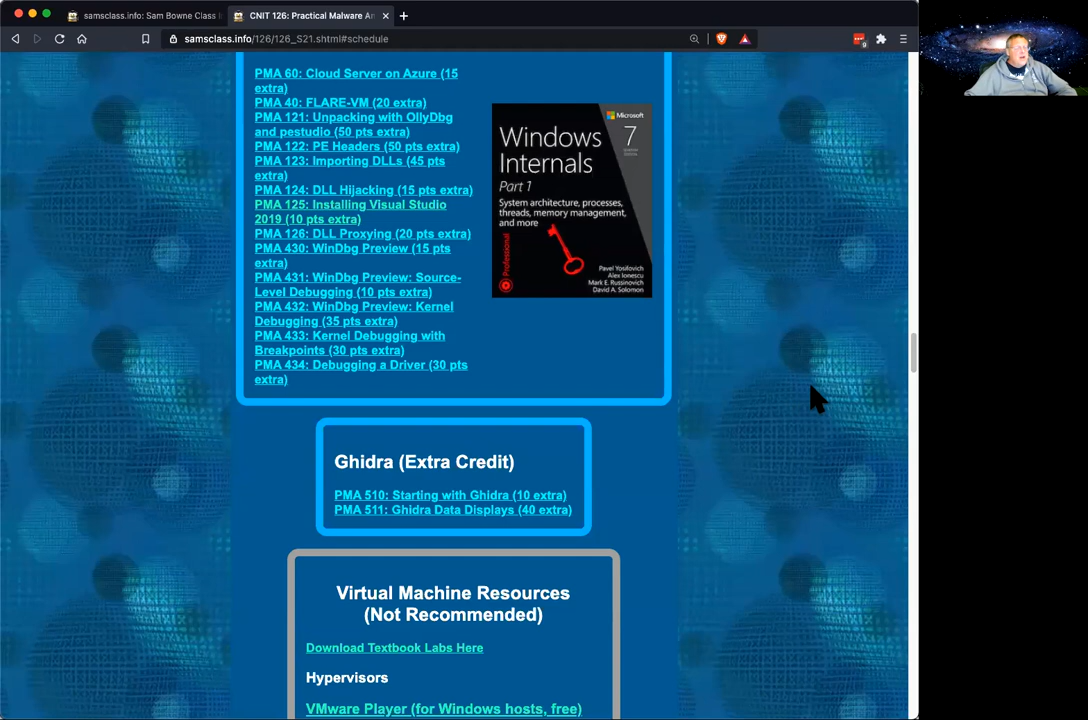 samsclass.info: Sam Bowne Class
CNIT 126: Practical Malware An
samsclass.info/126/126_S21.shtml#schedule
PMA 60: Cloud Server on Azure (15
extra)
PMA 40: FLARE-VM (20 extra)
PMA 121: Unpacking with OllyDbg
and pestudio (50 pts extra)
PMA 122: PE Headers (50 pts extra)
PMA 123: Importing DLLs (45 pts
extra)
PMA 124: DLL Hijacking (15 pts extra)
PMA 125: Installing Visual Studio
2019 (10 pts extra)
PMA 126: DLL Proxying (20 pts extra)
PMA 430: WinDbg Preview (15 pts
extra)
PMA 431: WinDbg Preview: Source-
Level Debugging (10 pts extra)
PMA 432: WinDbg Preview: Kernel
Debugging (35 pts extra)
PMA 433: Kernel Debugging with
Breakpoints (30 pts extra)
PMA 434: Debugging a Driver (30 pts
extra)
Microsoft
Windows 7
Internals
Part 1
System architecture, processes,
threads, memory management,
and more
Professional
Pavel Yosifovich
Alex Ionescu
Mark E. Russinovich
David A. Solomon
Ghidra (Extra Credit)
PMA 510: Starting with Ghidra (10 extra)
PMA 511: Ghidra Data Displays (40 extra)
Virtual Machine Resources
(Not Recommended)
Download Textbook Labs Here
Hypervisors
VMware Player (for Windows hosts, free)